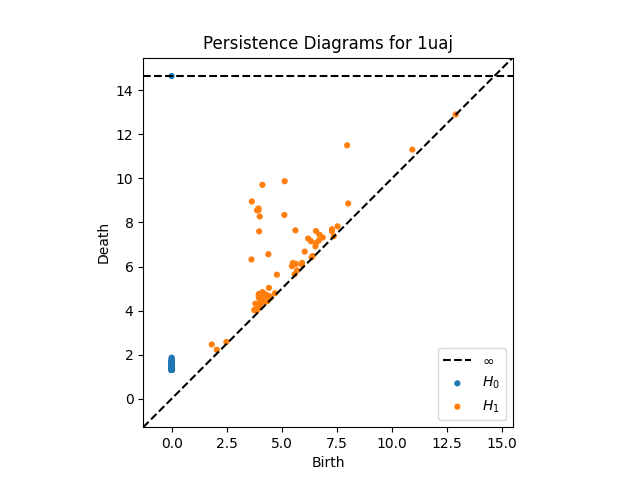 Persistence Diagrams for 1uaj
14
12
10
8
6
4
2
0
Death
0.0 2.5 5.0 7.5 10.0 12.5 15.0
Birth
∞
H₀
H₁